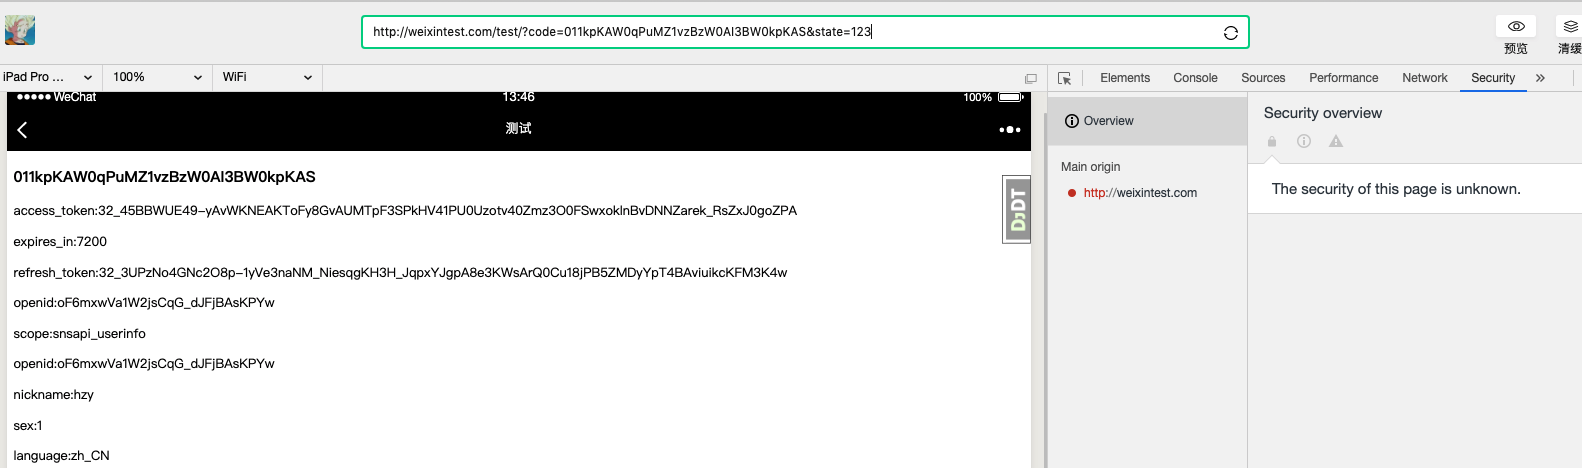 http://weixintest.com/test/?code=011kpKAW0qPuMZ1vzBzW0AI3BW0kpKAS&state=123
预览
清缓
iPad Pro ...
100%
WiFi
Elements
Console
Sources
Performance
Network
Security
»
WeChat
13:46
100%
测试
Overview
Security overview
Main origin
http://weixintest.com
The security of this page is unknown.
011kpKAW0qPuMZ1vzBzW0AI3BW0kpKAS
DJDT
access_token:32_45BBWUE49-yAvWKNEAKToFy8GvAUMTpF3SPkHV41PU0Uzotv40Zmz3O0FSwxoklnBvDNNZarek_RsZxJ0goZPA
expires_in:7200
refresh_token:32_3UPzNo4GNc2O8p-1yVe3naNM_NiesqgKH3H_JqpxYJgpA8e3KWsArQ0Cu18jPB5ZMDyYpT4BAviuikcKFM3K4w
openid:oF6mxwVa1W2jsCqG_dJFjBAsKPYw
scope:snsapi_userinfo
openid:oF6mxwVa1W2jsCqG_dJFjBAsKPYw
nickname:hzy
sex:1
language:zh_CN